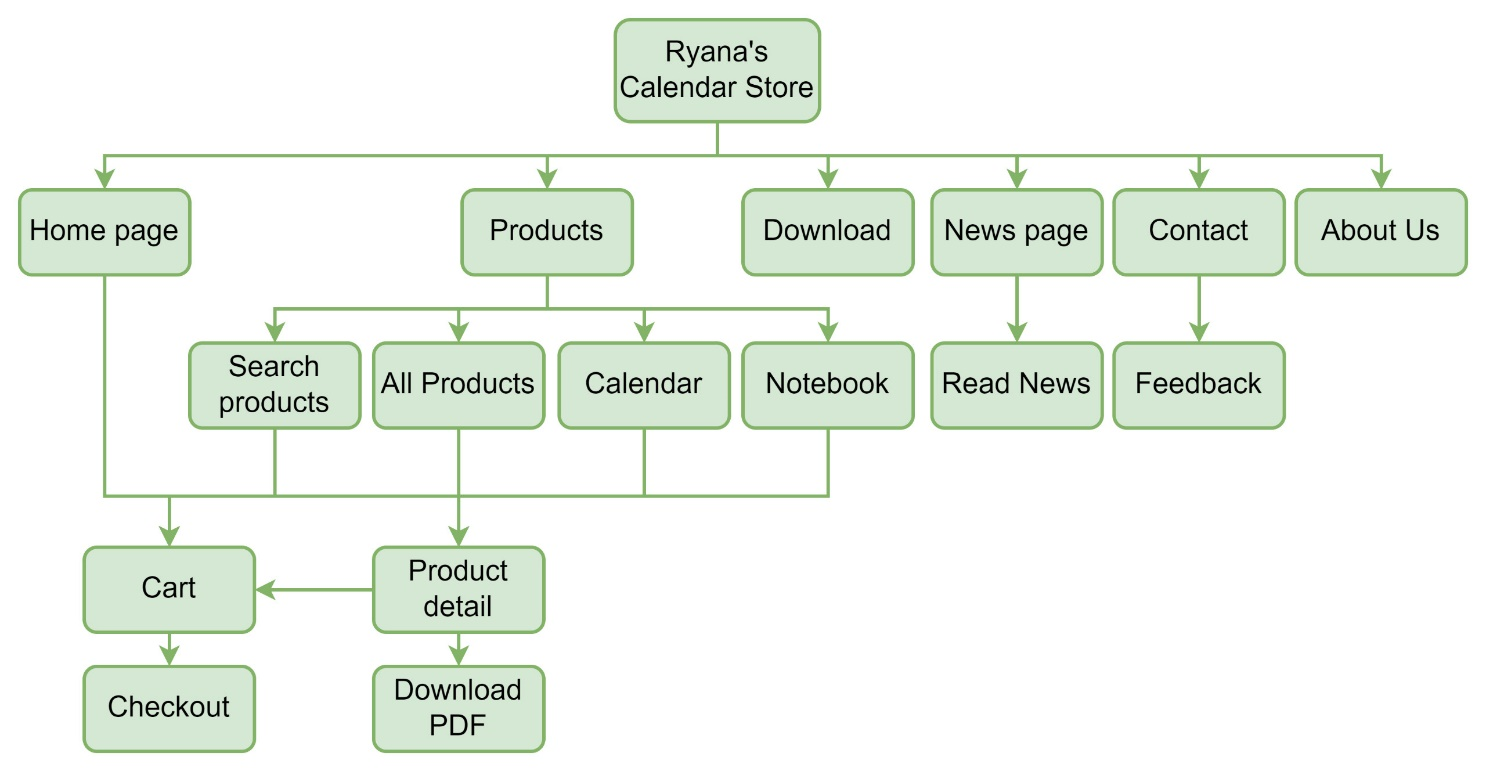 Ryana's
Calendar Store
Home page
Products
Download
News page
Contact
About Us
Search
products
All Products
Calendar
Notebook
Read News
Feedback
Cart
Product
detail
Checkout
Download
PDF